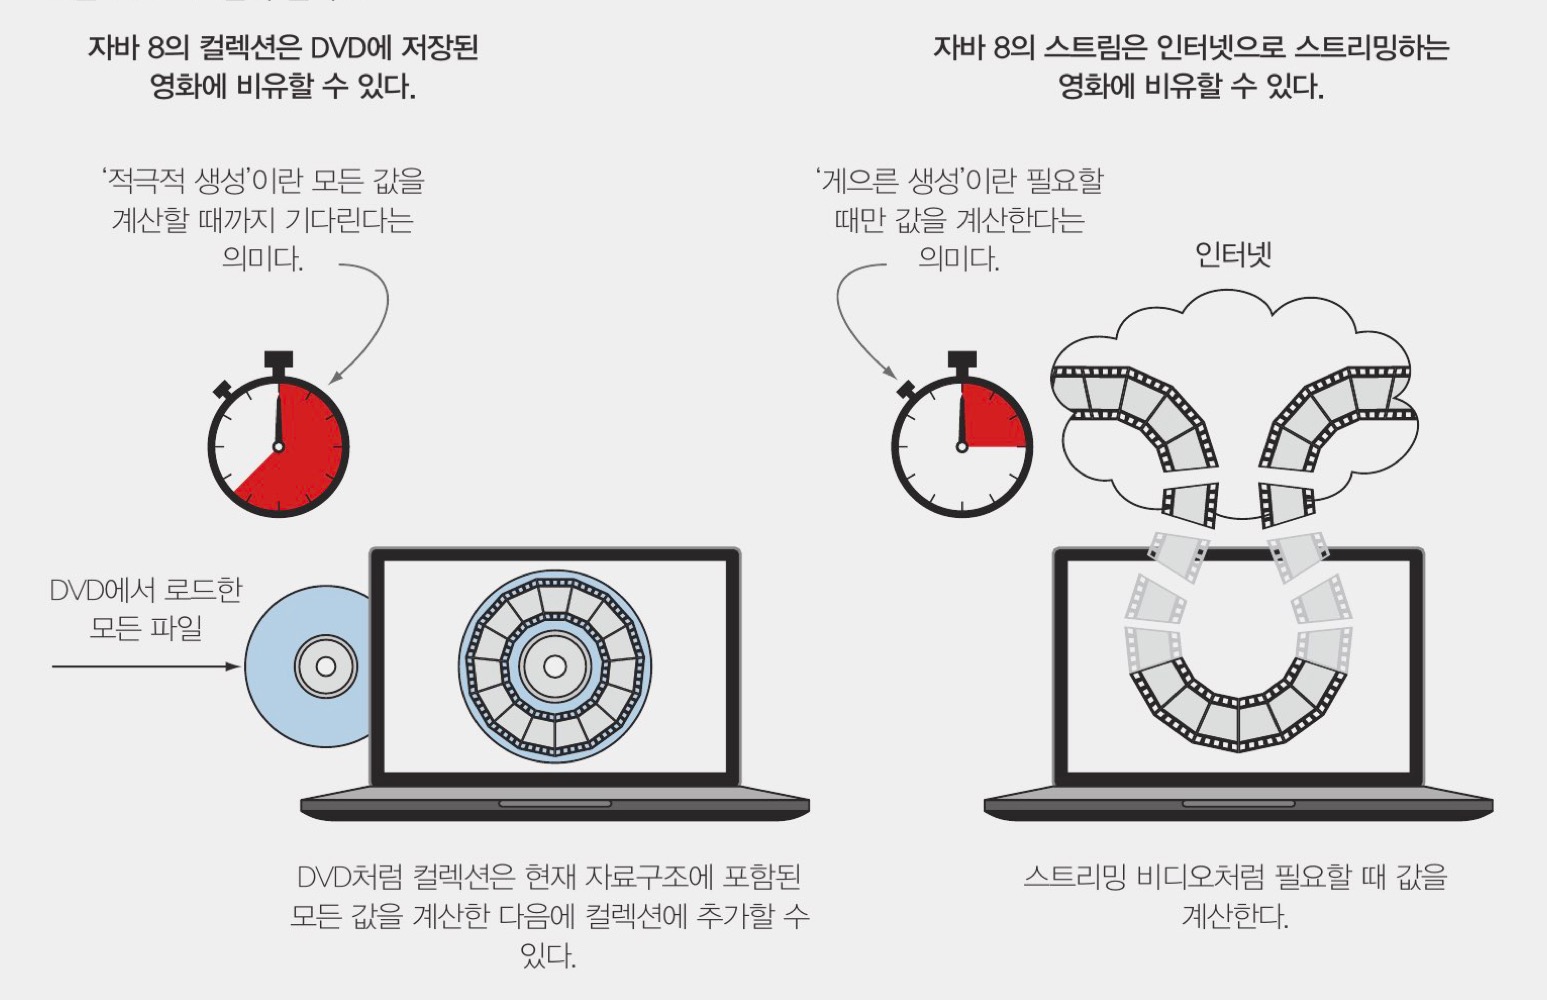 자바 8의 컬렉션은 DVD에 저장된
영화에 비유할 수 있다.
'적극적 생성'이란 모든 값을
계산할 때까지 기다린다는
의미다.
DVD에서 로드한
모든 파일
DVD처럼 컬렉션은 현재 자료구조에 포함된
모든 값을 계산한 다음에 컬렉션에 추가할 수
있다.
자바 8의 스트림은 인터넷으로 스트리밍하는
영화에 비유할 수 있다.
'게으른 생성'이란 필요할
때만 값을 계산한다는
의미다.
인터넷
스트리밍 비디오처럼 필요할 때 값을
계산한다.